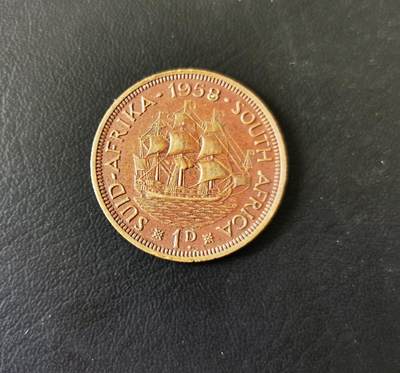 SUID-AFRIKA · 1958 · SOUTH AFRICA
1D.